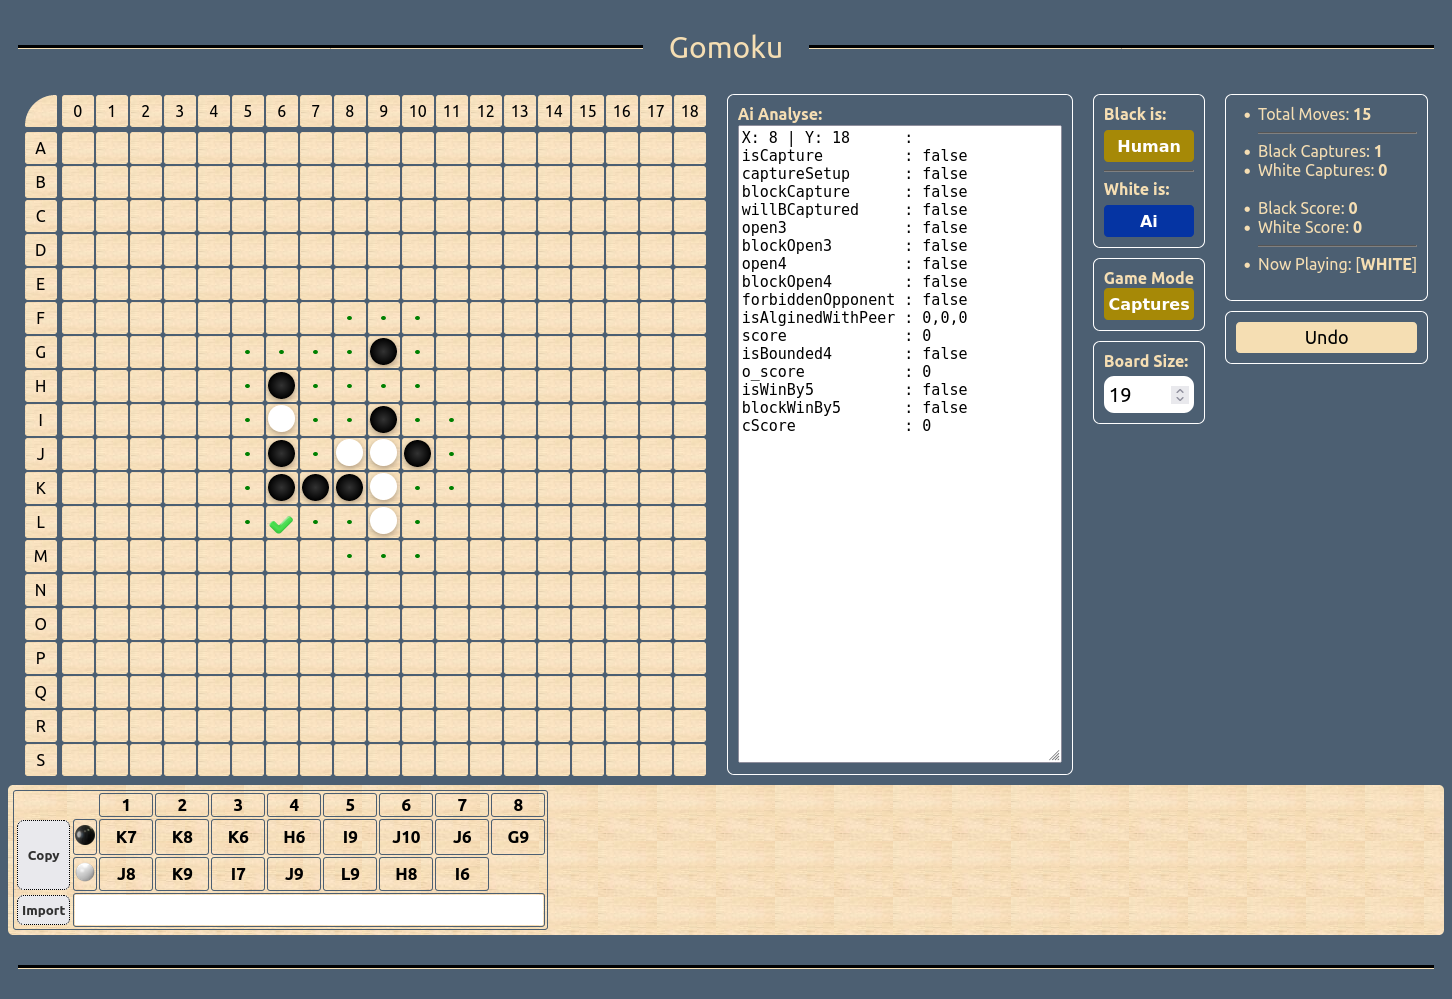 Gomoku
0 1 2 3 4 5 6 7 8 9 10 11 12 13 14 15 16 17 18
A
B
C
D
E
F
G
H
I
J
K
L
M
N
O
P
Q
R
S
Ai Analyse:
X: 8 | Y: 18 :
isCapture : false
captureSetup : false
blockCapture : false
willBCaptured : false
open3 : false
blockOpen3 : false
open4 : false
blockOpen4 : false
forbiddenOpponent : false
isAlginedWithPeer : 0,0,0
score : 0
isBounded4 : false
o_score : 0
isWinBy5 : false
blockWinBy5 : false
cScore : 0
Black is:
Human
White is:
Ai
Game Mode
Captures
Board Size:
19
Total Moves: 15
Black Captures: 1
White Captures: 0
Black Score: 0
White Score: 0
Now Playing: [WHITE]
Undo
1 2 3 4 5 6 7 8
Copy
K7 K8 K6 H6 I9 J10 J6 G9
J8 K9 I7 J9 L9 H8 I6
Import